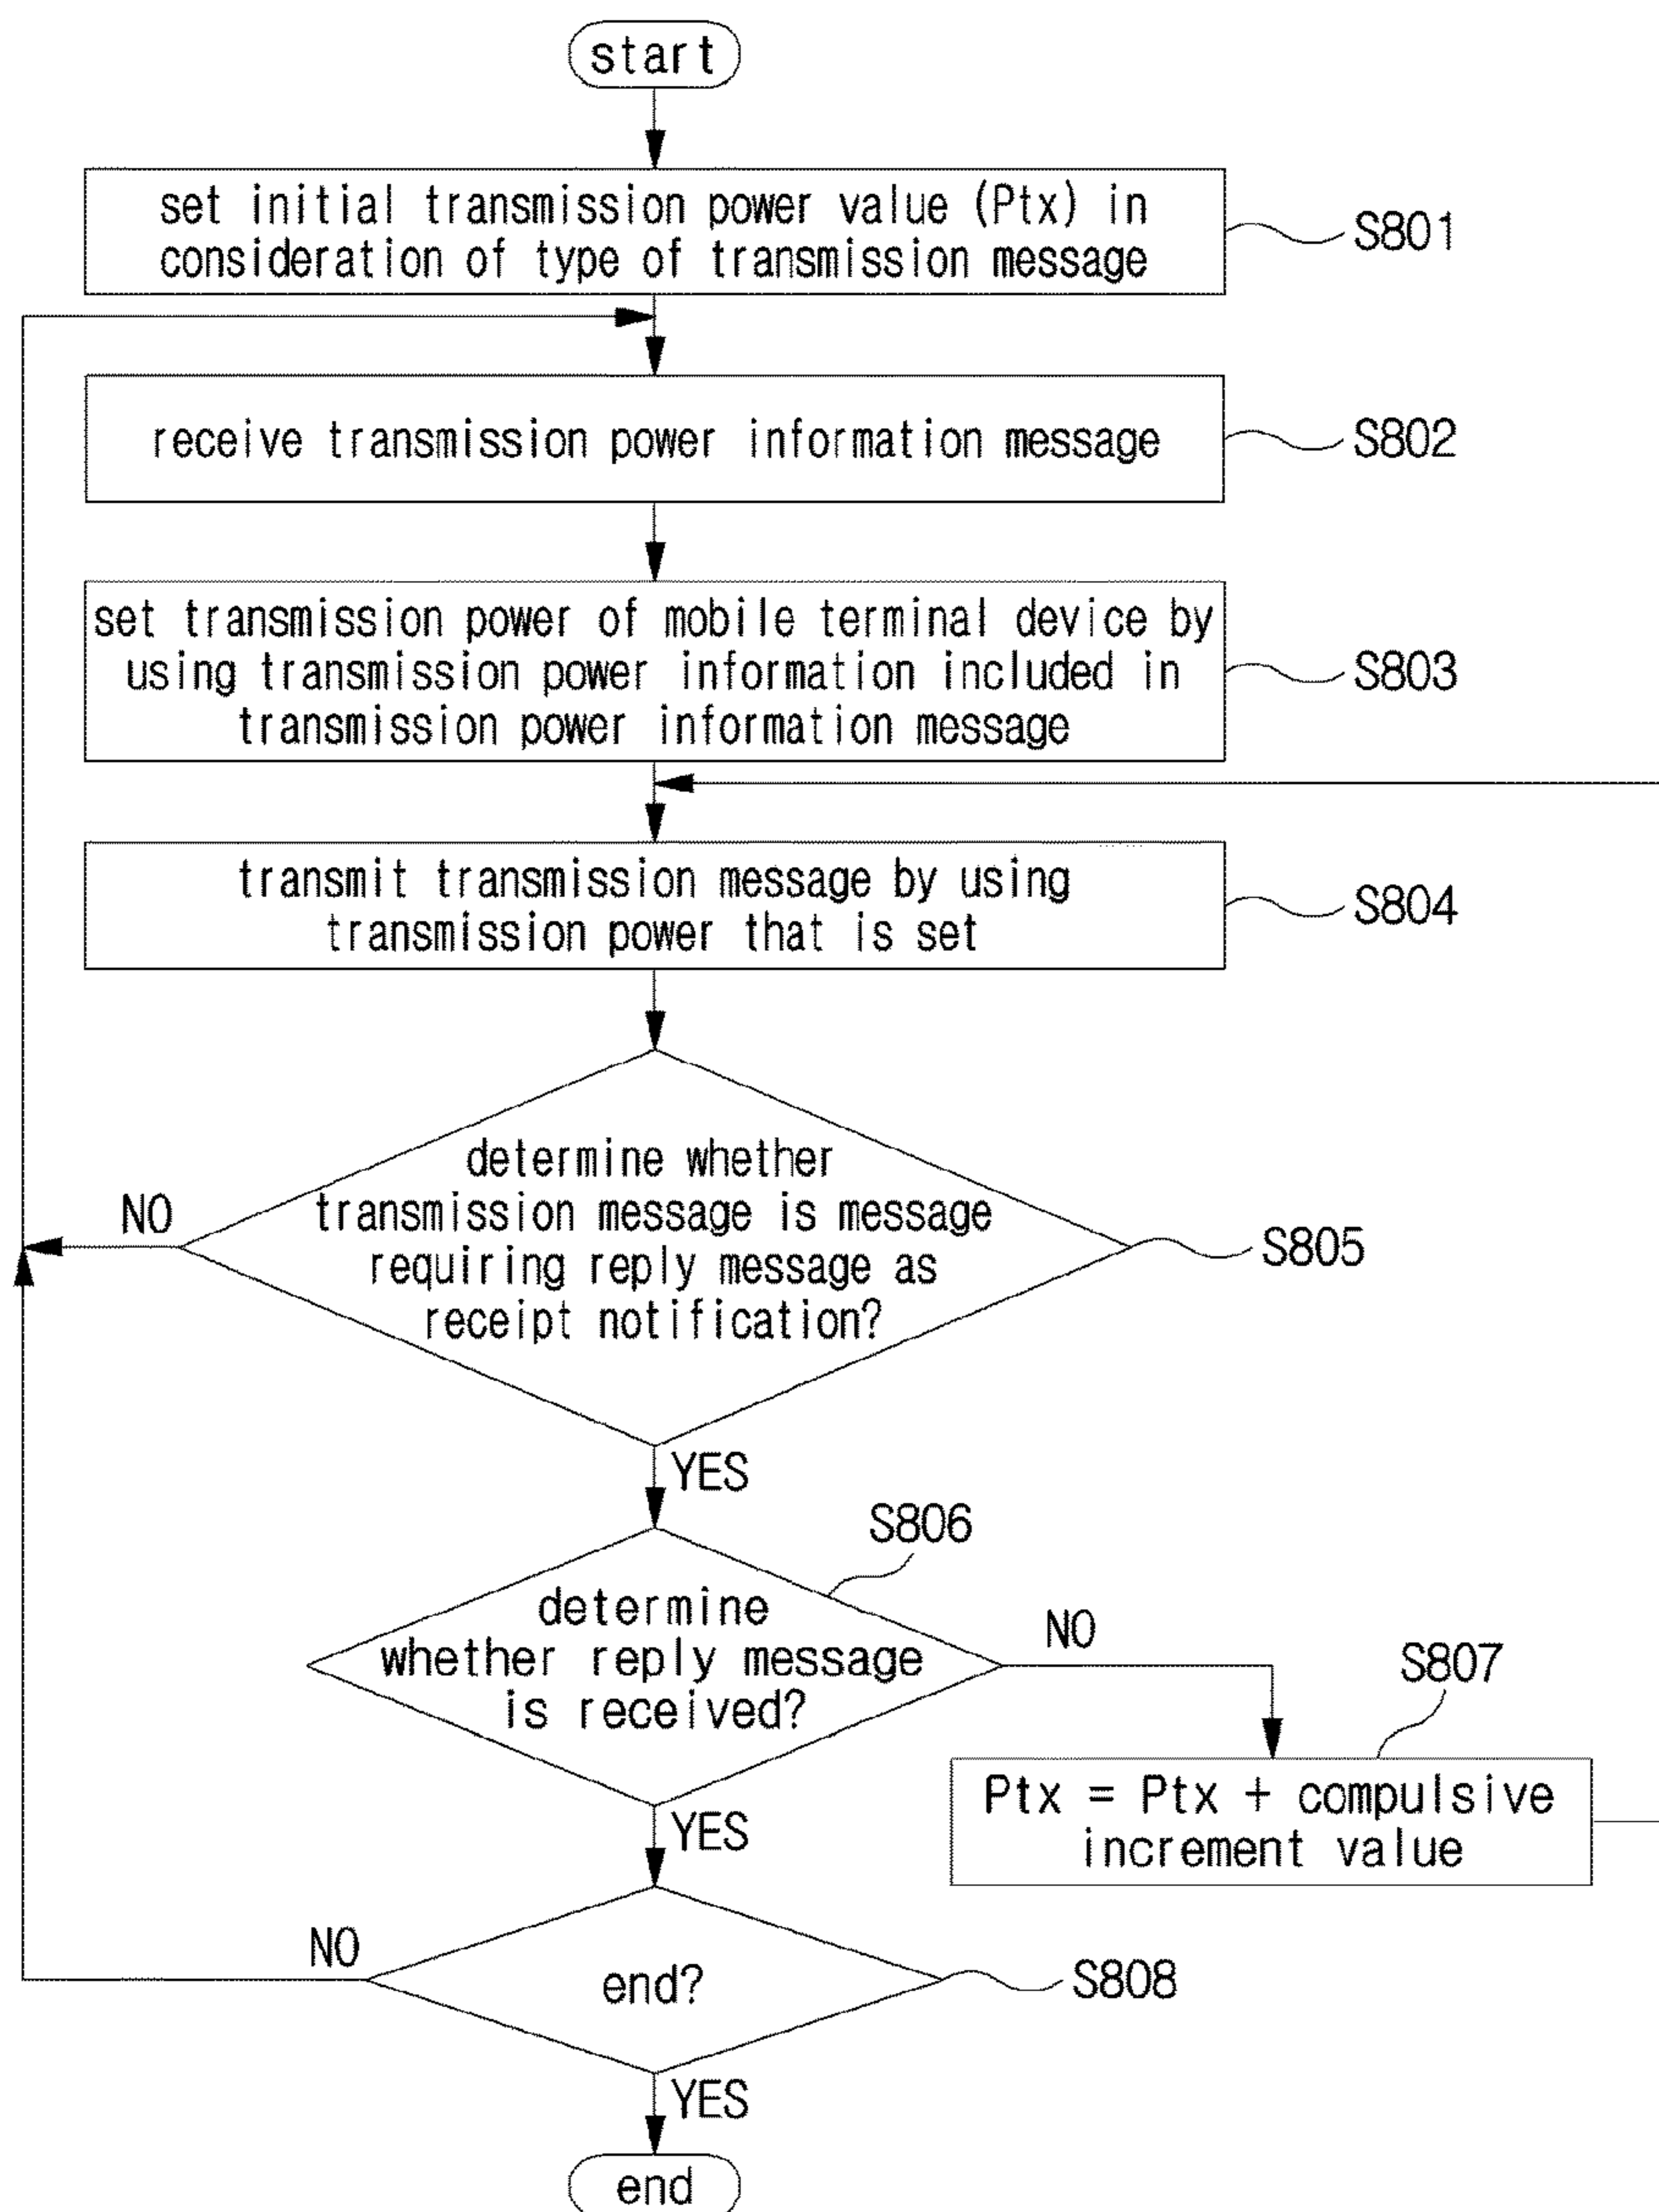 start
set initial transmission power value (Ptx) in
consideration of type of transmission message
S801
receive transmission power information message
S802
set transmission power of mobile terminal device by
using transmission power information included in
transmission power information message
S803
transmit transmission message by using
transmission power that is set
S804
determine whether
transmission message is message
requiring reply message as
receipt notification?
NO
S805
YES
S806
determine
whether reply message
is received?
NO
S807
Ptx = Ptx + compulsive
increment value
YES
NO
end?
S808
YES
end